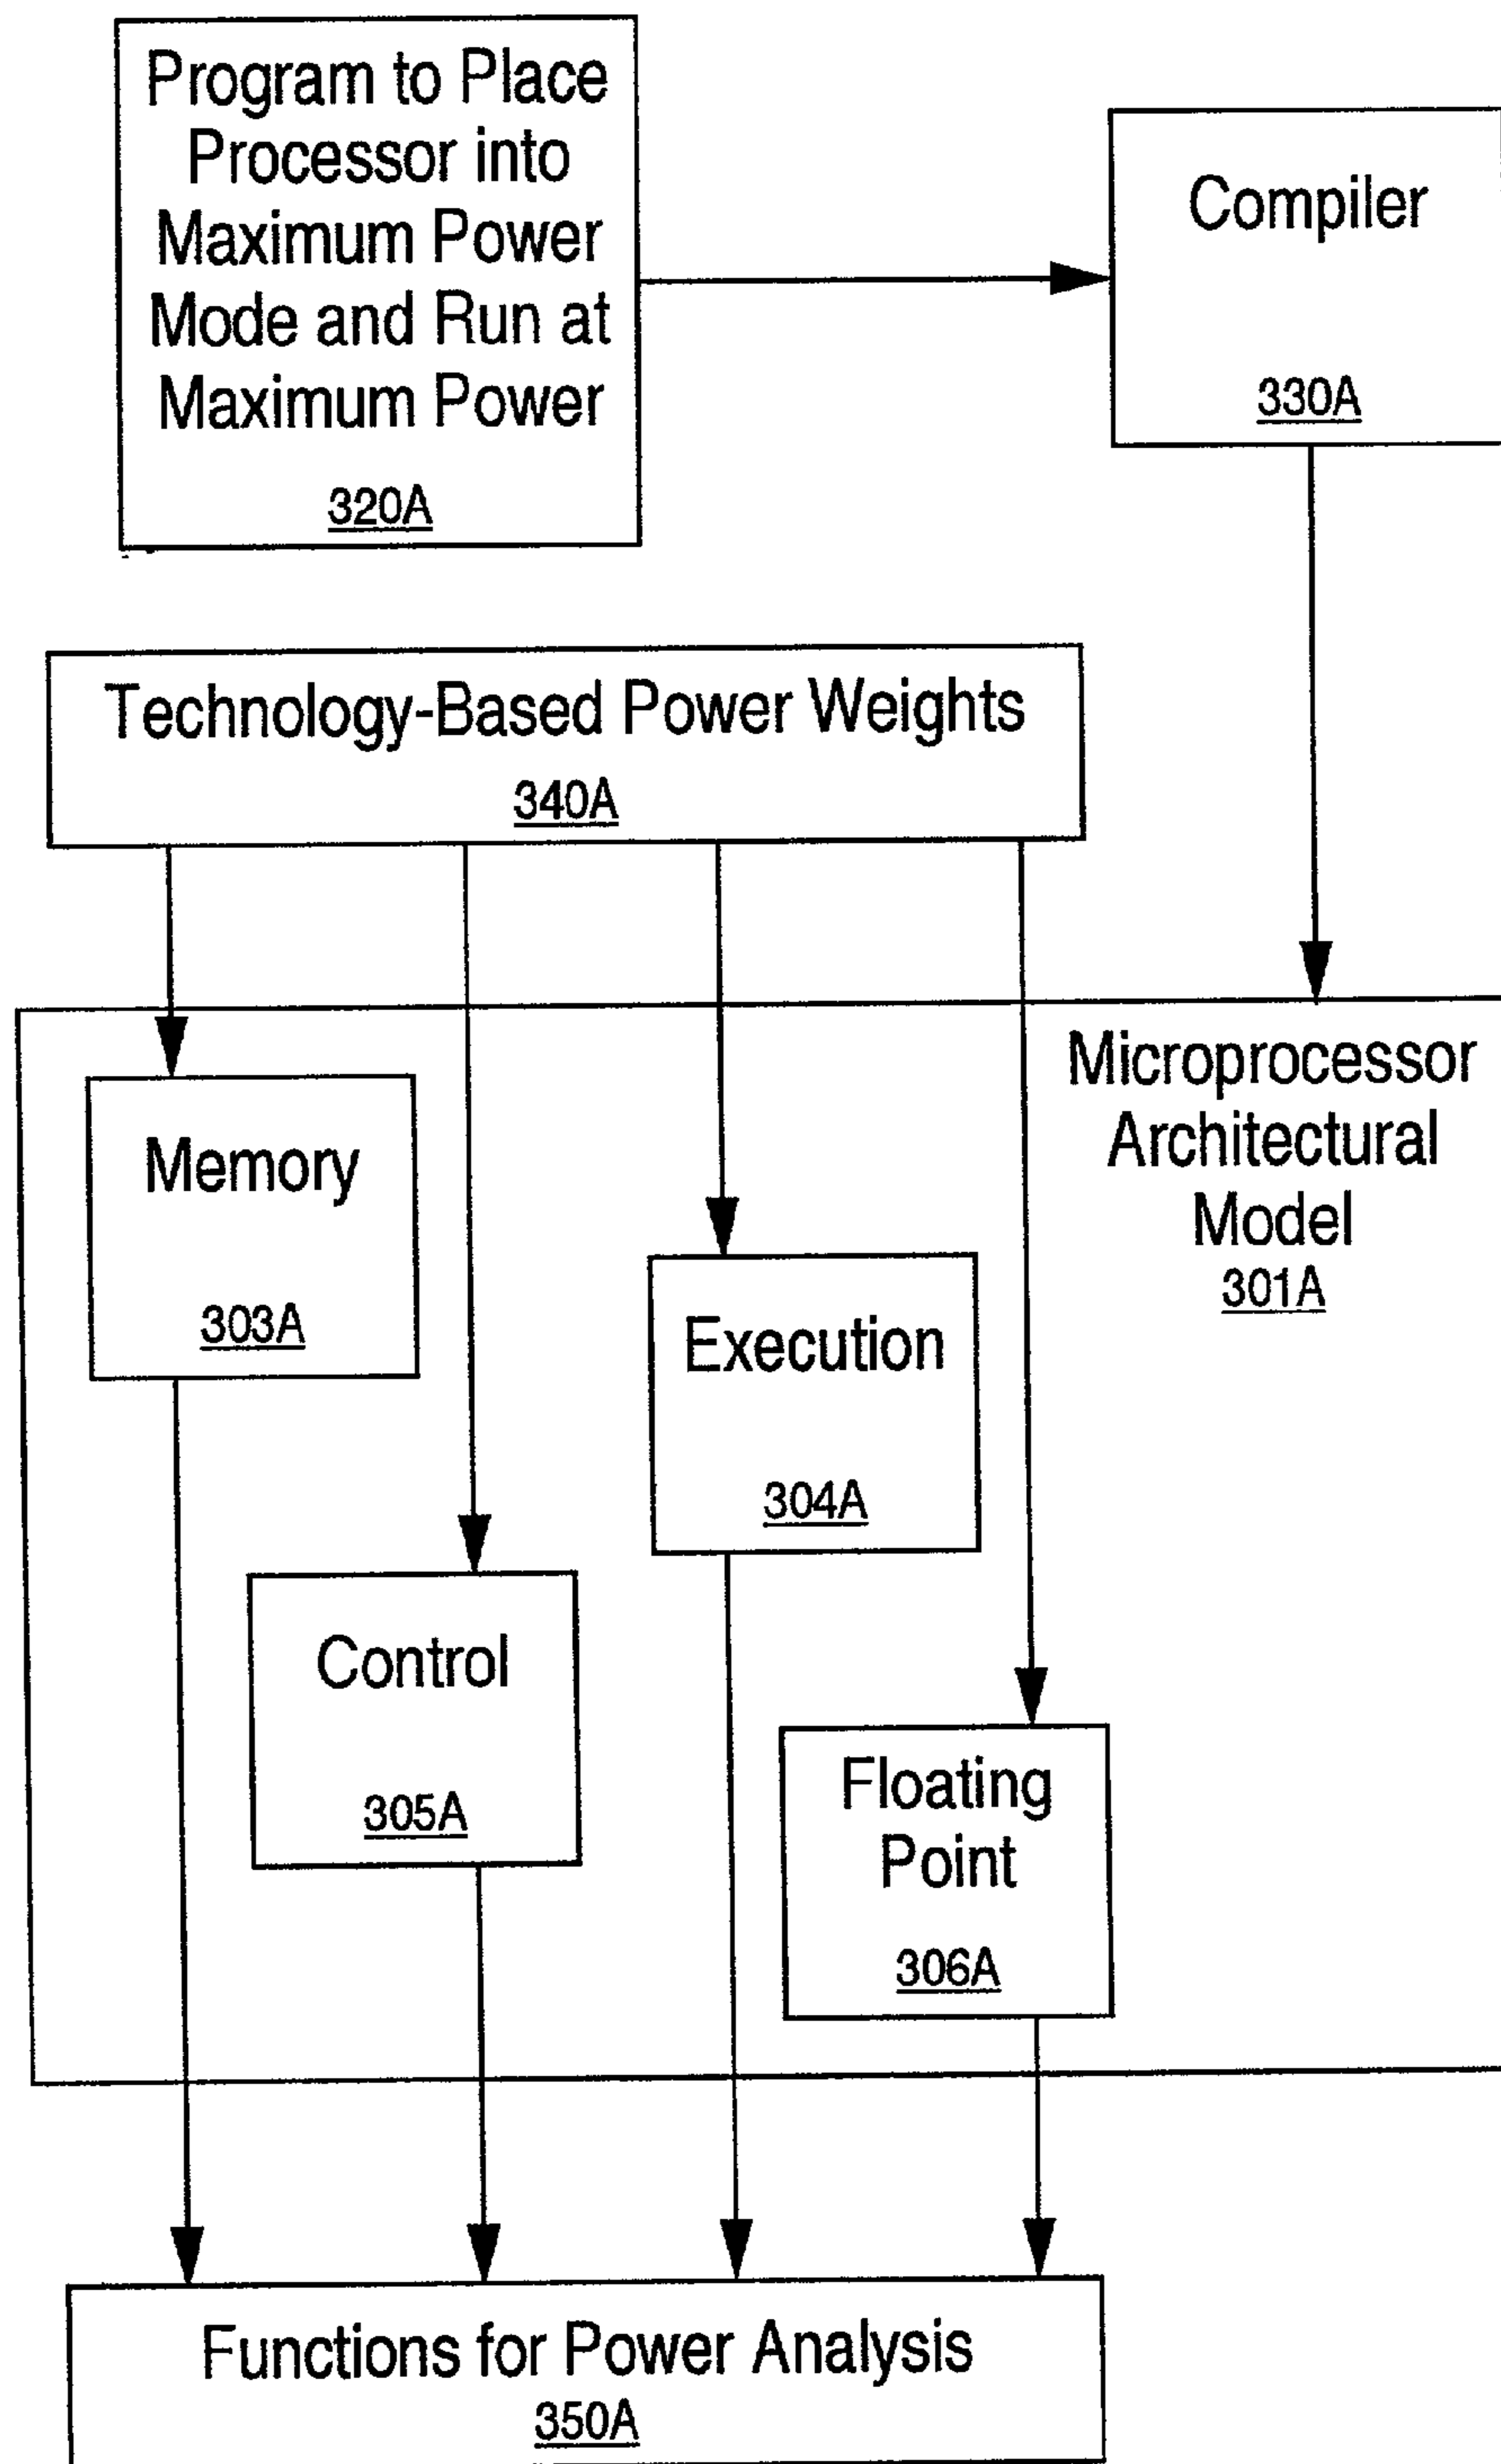 Program to Place
Processor into
Maximum Power
Mode and Run at
Maximum Power
320A
Compiler
330A
Technology-Based Power Weights
340A
Microprocessor
Architectural
Model
301A
Memory
303A
Execution
304A
Control
305A
Floating
Point
306A
Functions for Power Analysis
350A